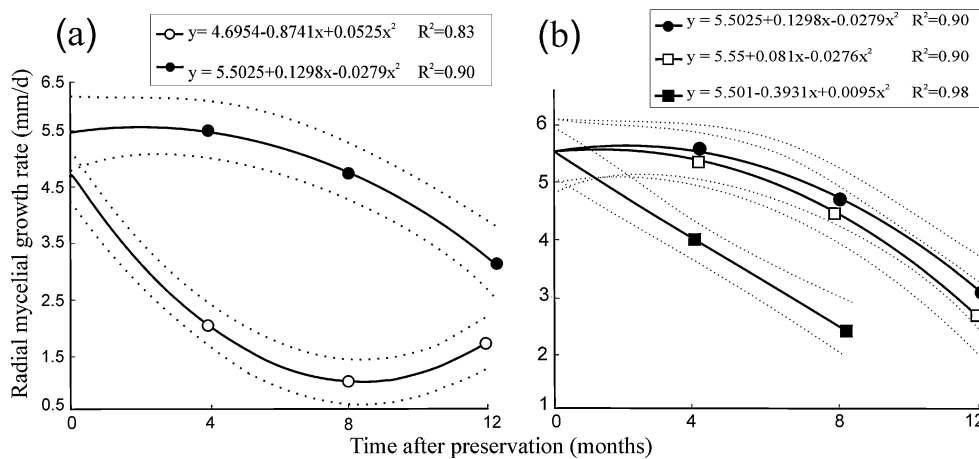 (a)
y= 4.6954-0.8741x+0.0525x² R²=0.83
y = 5.5025+0.1298x-0.0279x² R²=0.90
(b)
y = 5.5025+0.1298x-0.0279x² R²=0.90
y = 5.55+0.081x-0.0276x² R²=0.90
y = 5.501-0.3931x+0.0095x² R²=0.98
Radial mycelial growth rate (mm/d)
6.5
5.5
4.5
3.5
2.5
1.5
0.5
0 4 8 12
6
5
4
3
2
1
0 4 8 12
Time after preservation (months)